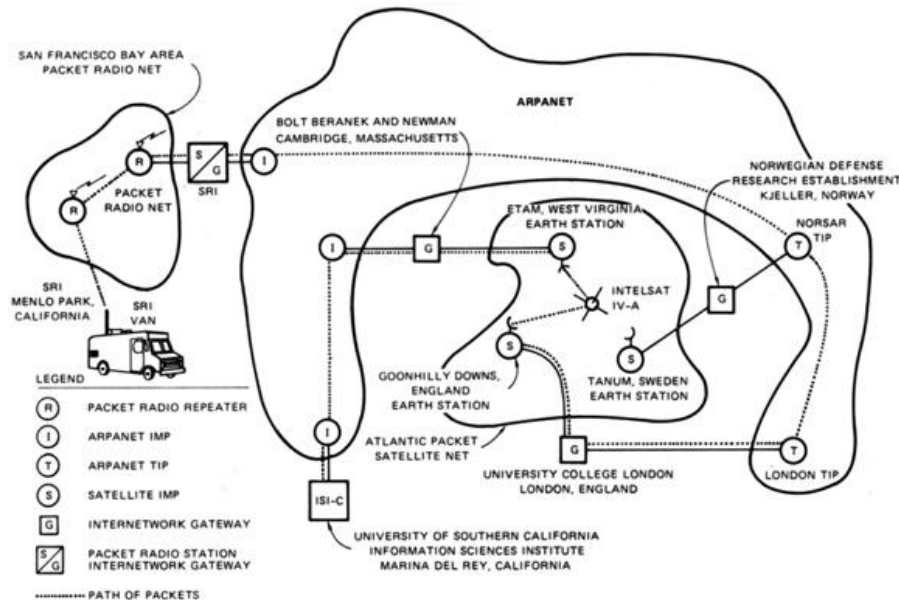 SAN FRANCISCO BAY AREA
PACKET RADIO NET
ARPANET
BOLT BERANEK AND NEWMAN
CAMBRIDGE, MASSACHUSETTS
NORWEGIAN DEFENSE
RESEARCH ESTABLISHMENT
KJELLER, NORWAY
R
S/G
I
PACKET
RADIO NET
SRI
R
ETAM, WEST VIRGINIA
EARTH STATION
NORSAR
TIP
I
G
S
T
INTELSAT
IV-A
G
SRI
MENLO PARK,
CALIFORNIA
SRI
VAN
S
S
GOONHILLY DOWNS,
ENGLAND
EARTH STATION
TANUM, SWEDEN
EARTH STATION
ATLANTIC PACKET
SATELLITE NET
I
G
T
UNIVERSITY COLLEGE LONDON
LONDON, ENGLAND
LONDON TIP
ISI-C
UNIVERSITY OF SOUTHERN CALIFORNIA
INFORMATION SCIENCES INSTITUTE
MARINA DEL REY, CALIFORNIA
LEGEND
R PACKET RADIO REPEATER
I ARPANET IMP
T ARPANET TIP
S SATELLITE IMP
G INTERNETWORK GATEWAY
S/G PACKET RADIO STATION
INTERNETWORK GATEWAY
PATH OF PACKETS